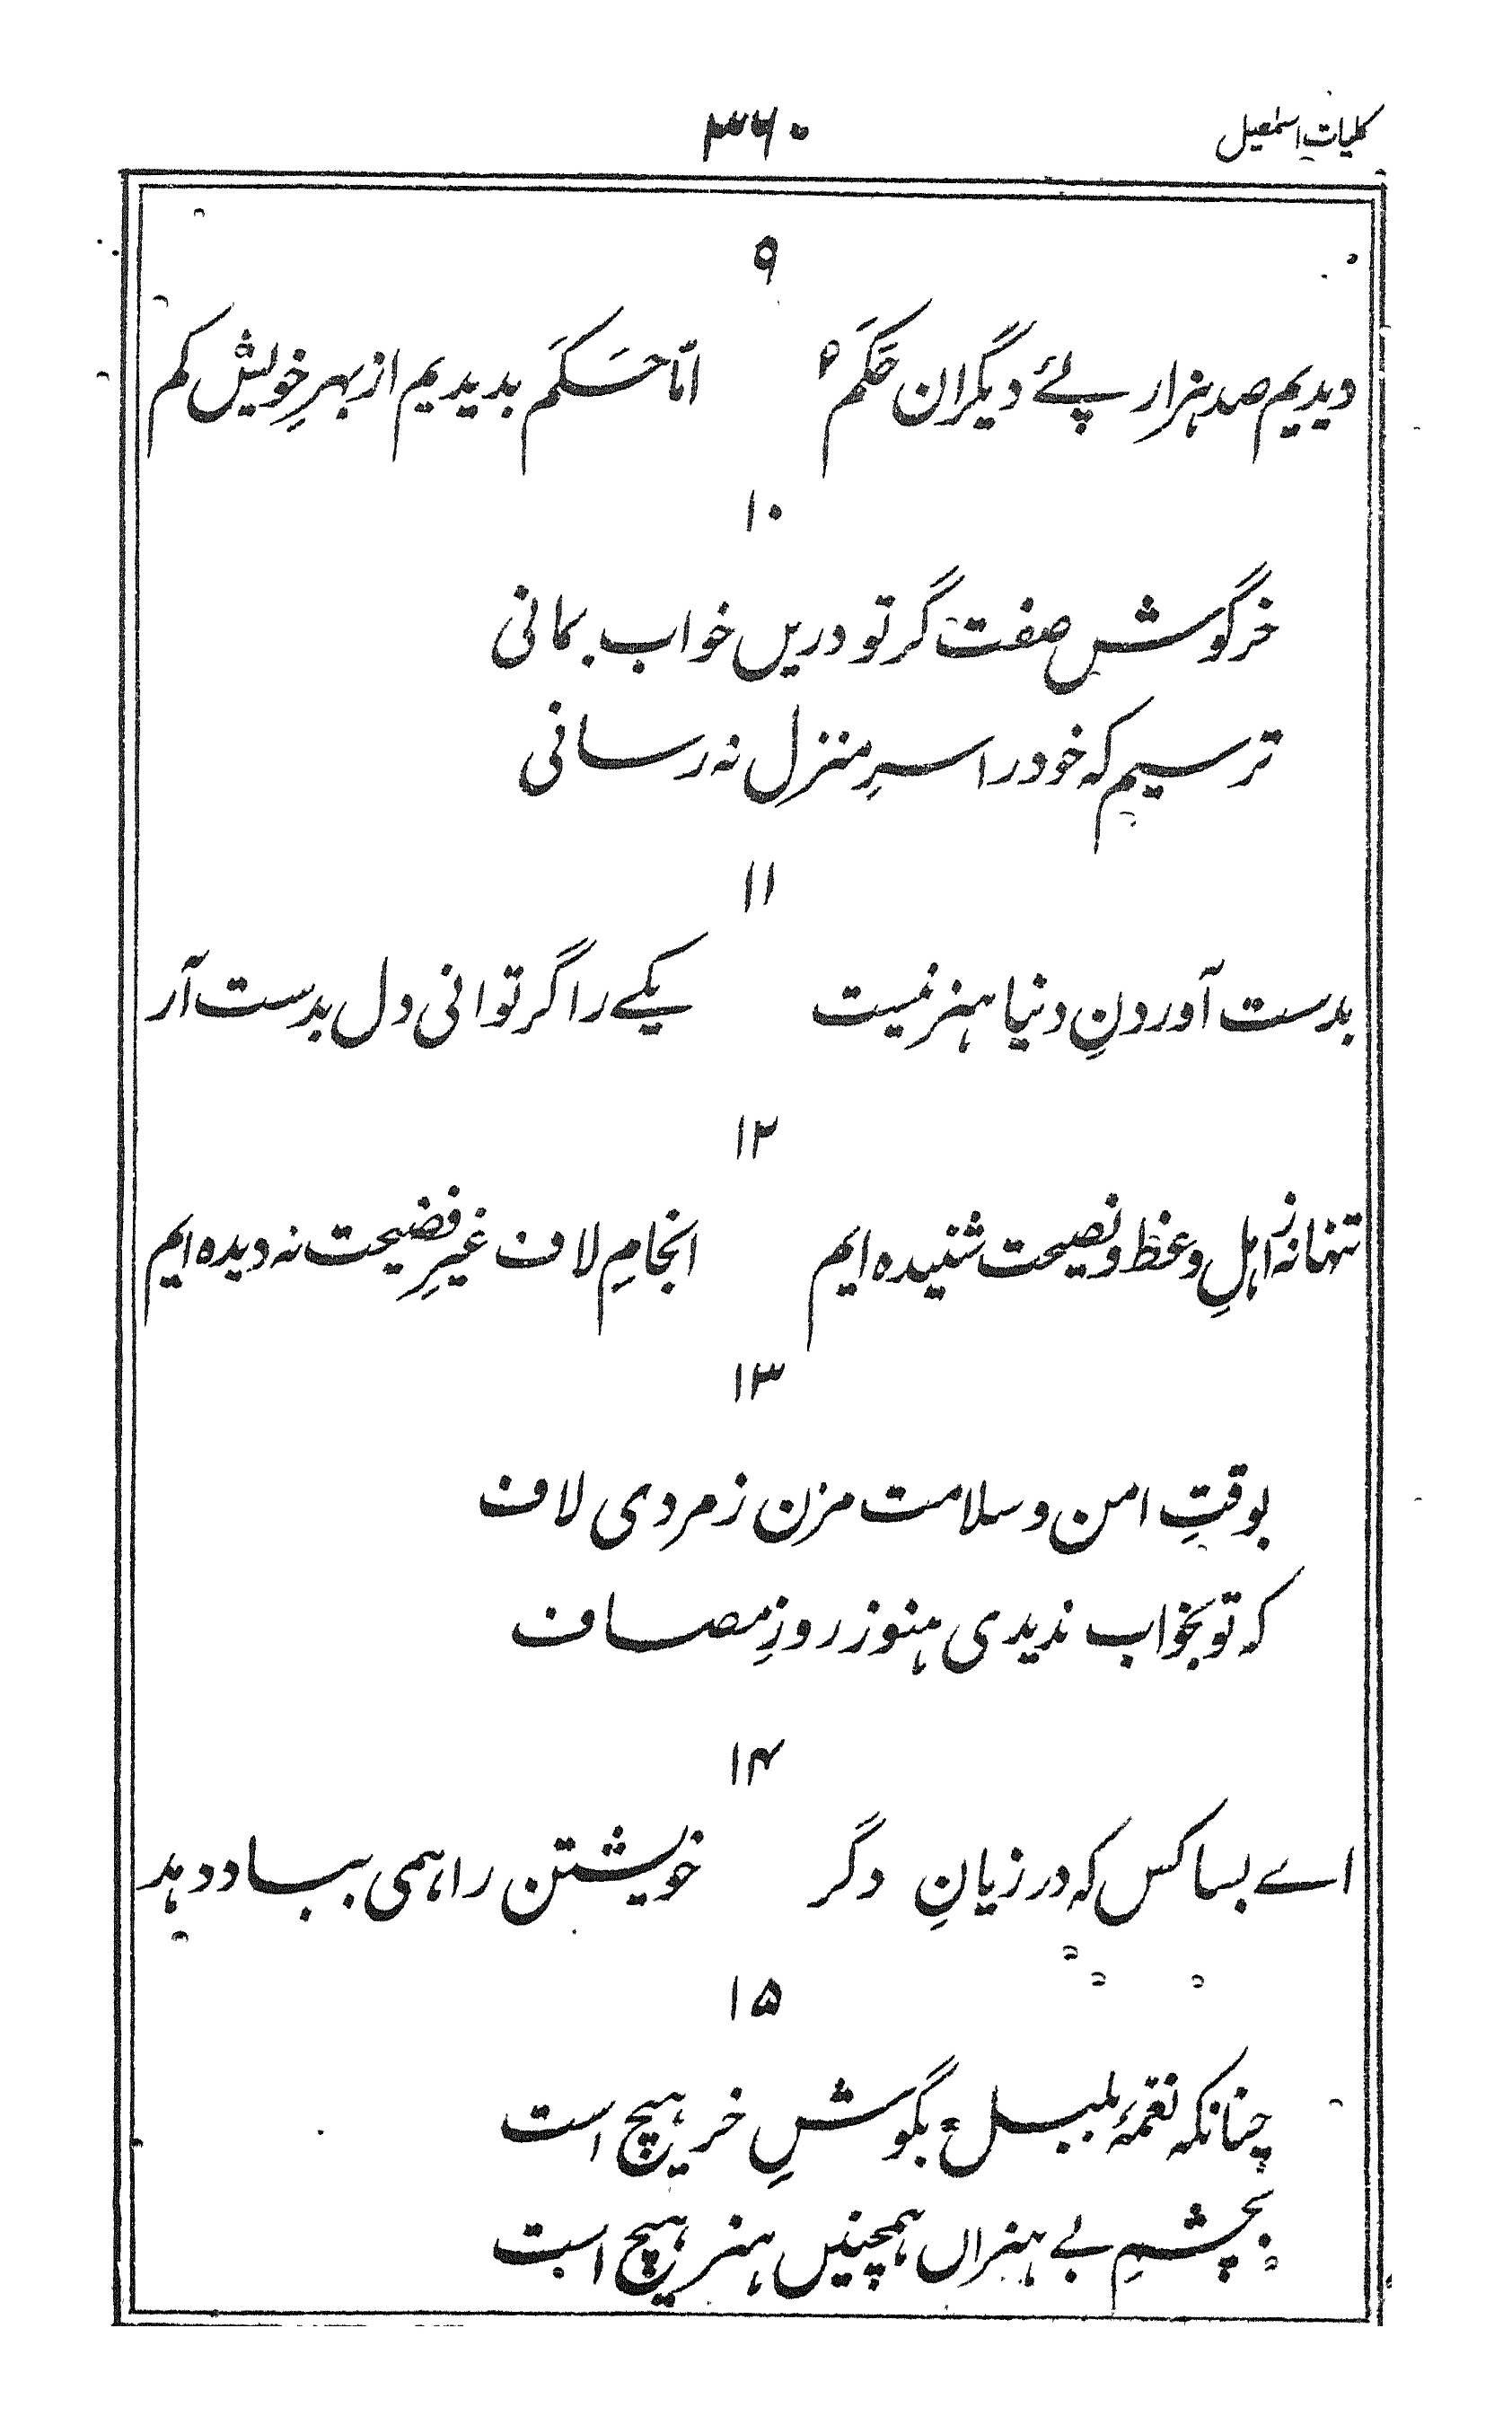 کلیاتِ اسمٰعیل
۳۶۰
۹
دیدیم صد ہزار پئے دیگران حَکَم
امّا حَکَم بدیدیم از بہرِ خویش کم
۱۰
خرگوش صفت گر تو دریں خواب بمانی
ترسیم کہ خود را سرِ منزل نہ رسانی
۱۱
بدست آوردنِ دنیا ہنر نیست
یکے را گر توانی دل بدست آر
۱۲
تنہا نہ ز اہلِ وعظ و نصیحت شنیدہ ایم
انجامِ لاف غیرِ فضیحت نہ دیدہ ایم
۱۳
بوقتِ امن و سلامت مزن ز مردی لاف
کہ تو بخواب ندیدی ہنوز روزِ مصاف
۱۴
اے بسا کس کہ در زیانِ دگر
خویشتن را ہمی بباد دہد
۱۵
چنانکہ نغمۂ بلبل بگوشِ خر ہیچ است
بچشمِ بے ہنراں ہمچنیں ہنر ہیچ است